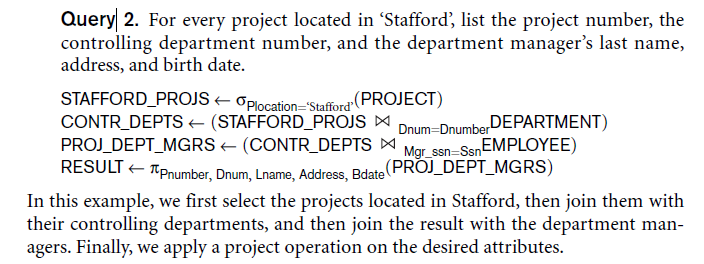 Query 2. For every project located in ‘Stafford’, list the project number, the
controlling department number, and the department manager’s last name,
address, and birth date.
STAFFORD_PROJS ← σPlocation=‘Stafford’(PROJECT)
CONTR_DEPTS ← (STAFFORD_PROJS ⋈ Dnum=DnumberDEPARTMENT)
PROJ_DEPT_MGRS ← (CONTR_DEPTS ⋈ Mgr_ssn=SsnEMPLOYEE)
RESULT ← πPnumber, Dnum, Lname, Address, Bdate(PROJ_DEPT_MGRS)
In this example, we first select the projects located in Stafford, then join them with
their controlling departments, and then join the result with the department man-
agers. Finally, we apply a project operation on the desired attributes.